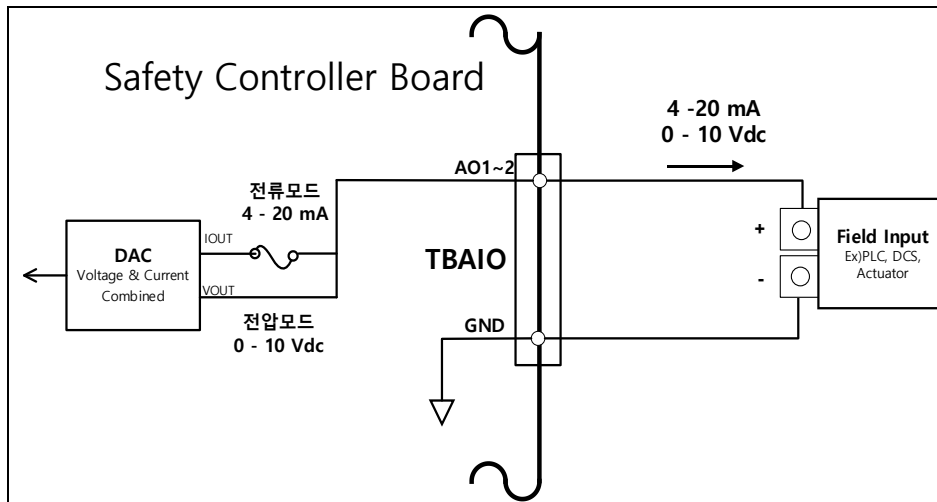 Safety Controller Board
4 -20 mA
0 - 10 Vdc
AO1~2
전류모드
4 - 20 mA
IOUT
DAC
Voltage & Current
Combined
VOUT
전압모드
0 - 10 Vdc
TBAIO
GND
+
-
Field Input
Ex)PLC, DCS,
Actuator